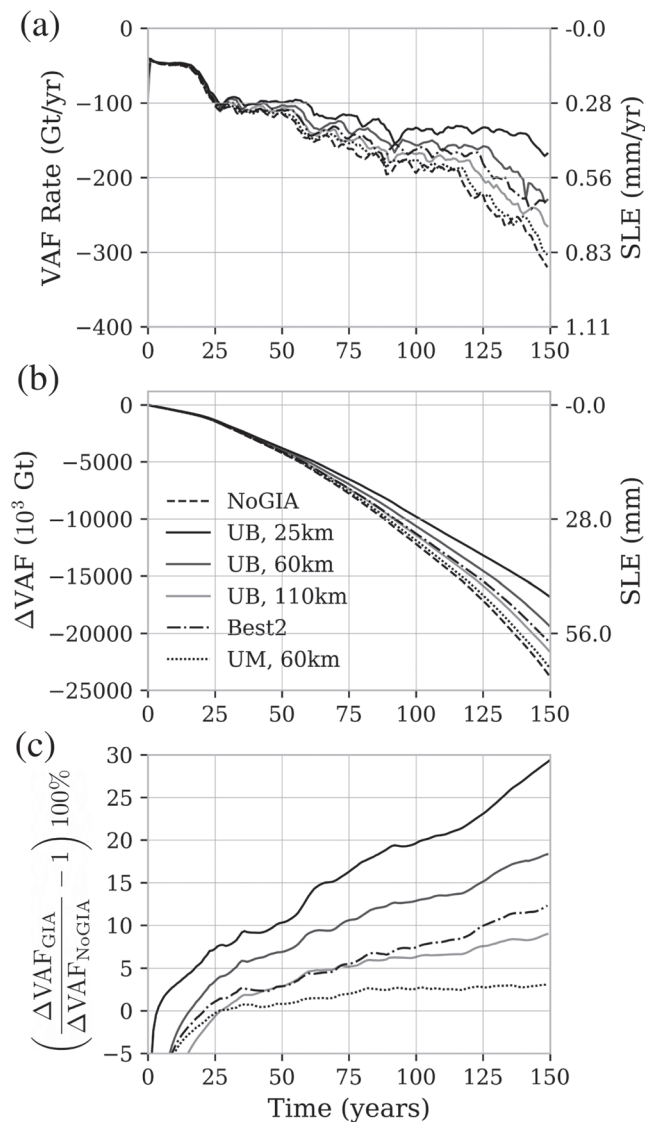 (a)
0
−100
−200
−300
−400
VAF Rate (Gt/yr)
-0.0
0.28
0.56
0.83
1.11
SLE (mm/yr)
0 25 50 75 100 125 150
(b)
0
−5000
−10000
−15000
−20000
−25000
ΔVAF (10³ Gt)
NoGIA
UB, 25km
UB, 60km
UB, 110km
Best2
UM, 60km
-0.0
28.0
56.0
SLE (mm)
0 25 50 75 100 125 150
(c)
30
25
20
15
10
5
0
−5
(ΔVAF_GIA / ΔVAF_NoGIA − 1) 100%
0 25 50 75 100 125 150
Time (years)